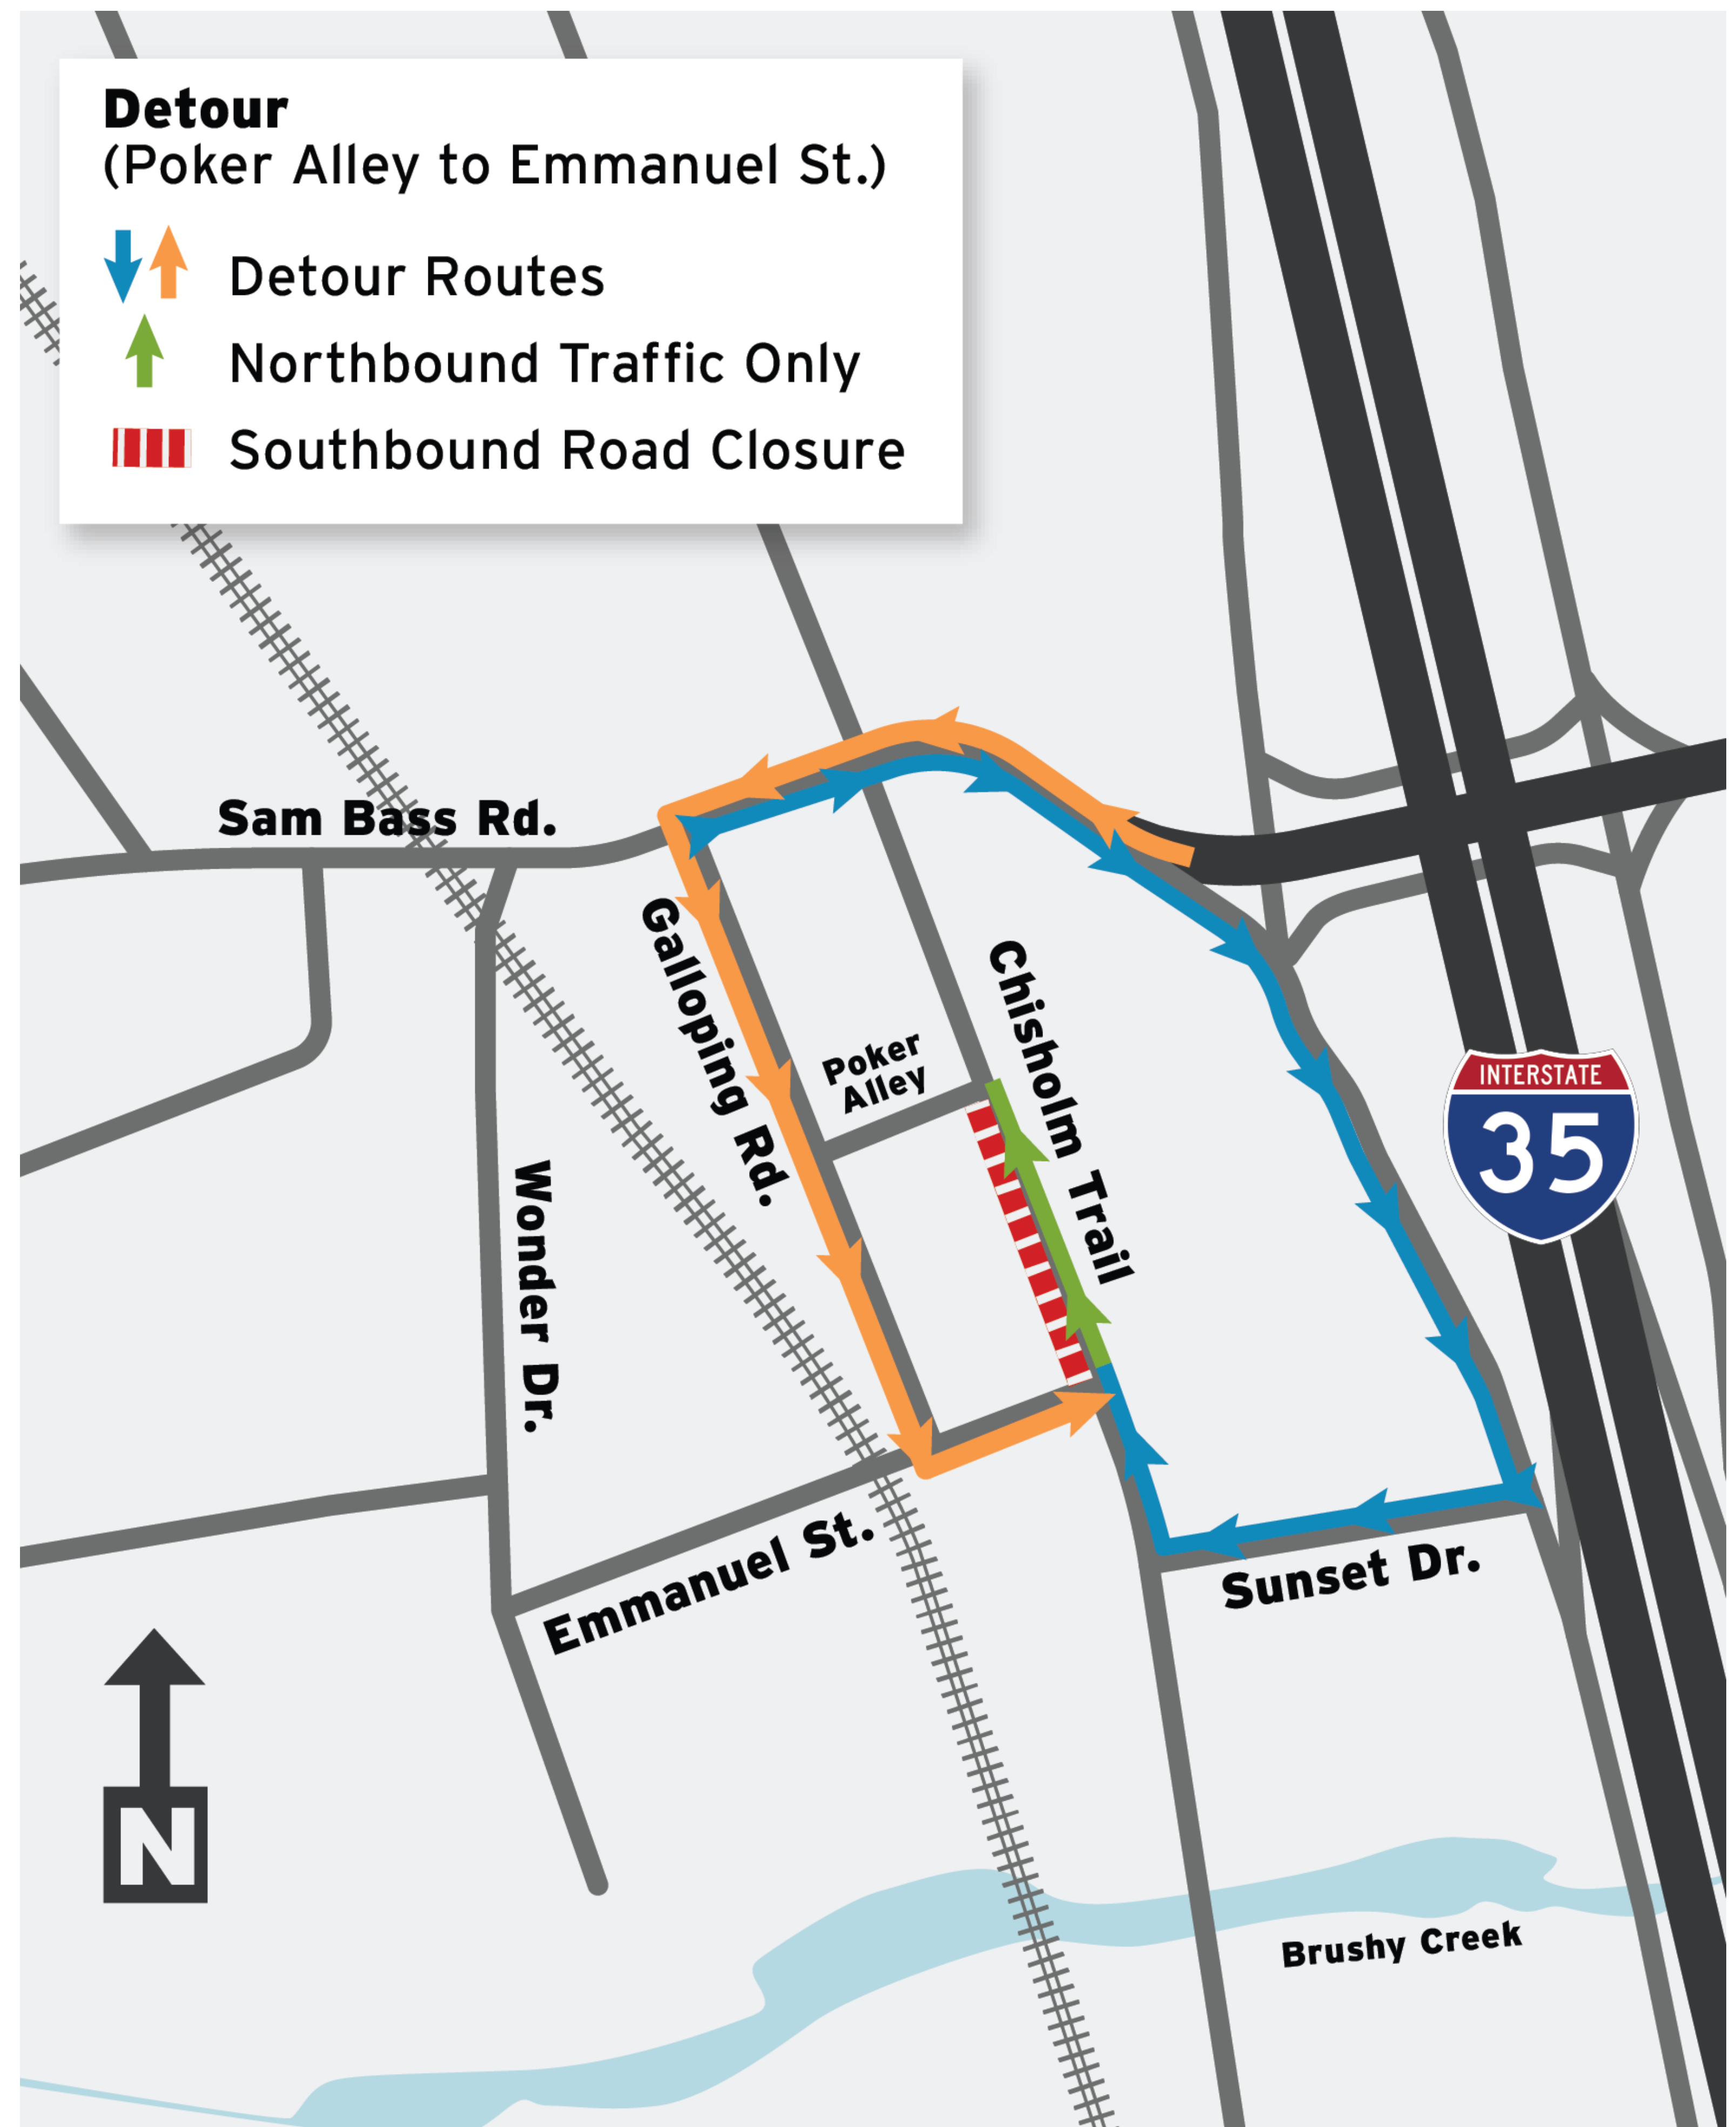 Detour
(Poker Alley to Emmanuel St.)
Detour Routes
Northbound Traffic Only
Southbound Road Closure
Sam Bass Rd.
Galloping Rd.
Chisholm Trail
Poker
Alley
INTERSTATE
35
Wonder Dr.
Emmanuel St.
Sunset Dr.
N
Brushy Creek